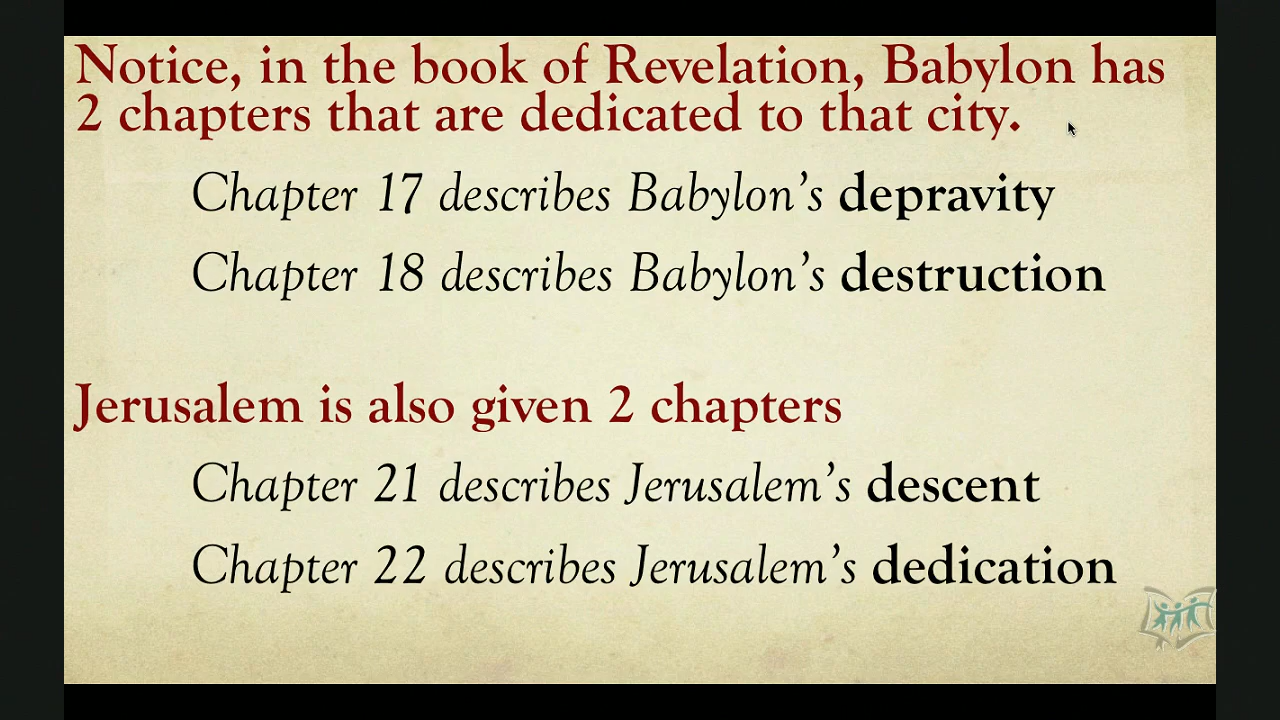 Notice, in the book of Revelation, Babylon has
2 chapters that are dedicated to that city.
Chapter 17 describes Babylon’s depravity
Chapter 18 describes Babylon’s destruction
Jerusalem is also given 2 chapters
Chapter 21 describes Jerusalem’s descent
Chapter 22 describes Jerusalem’s dedication